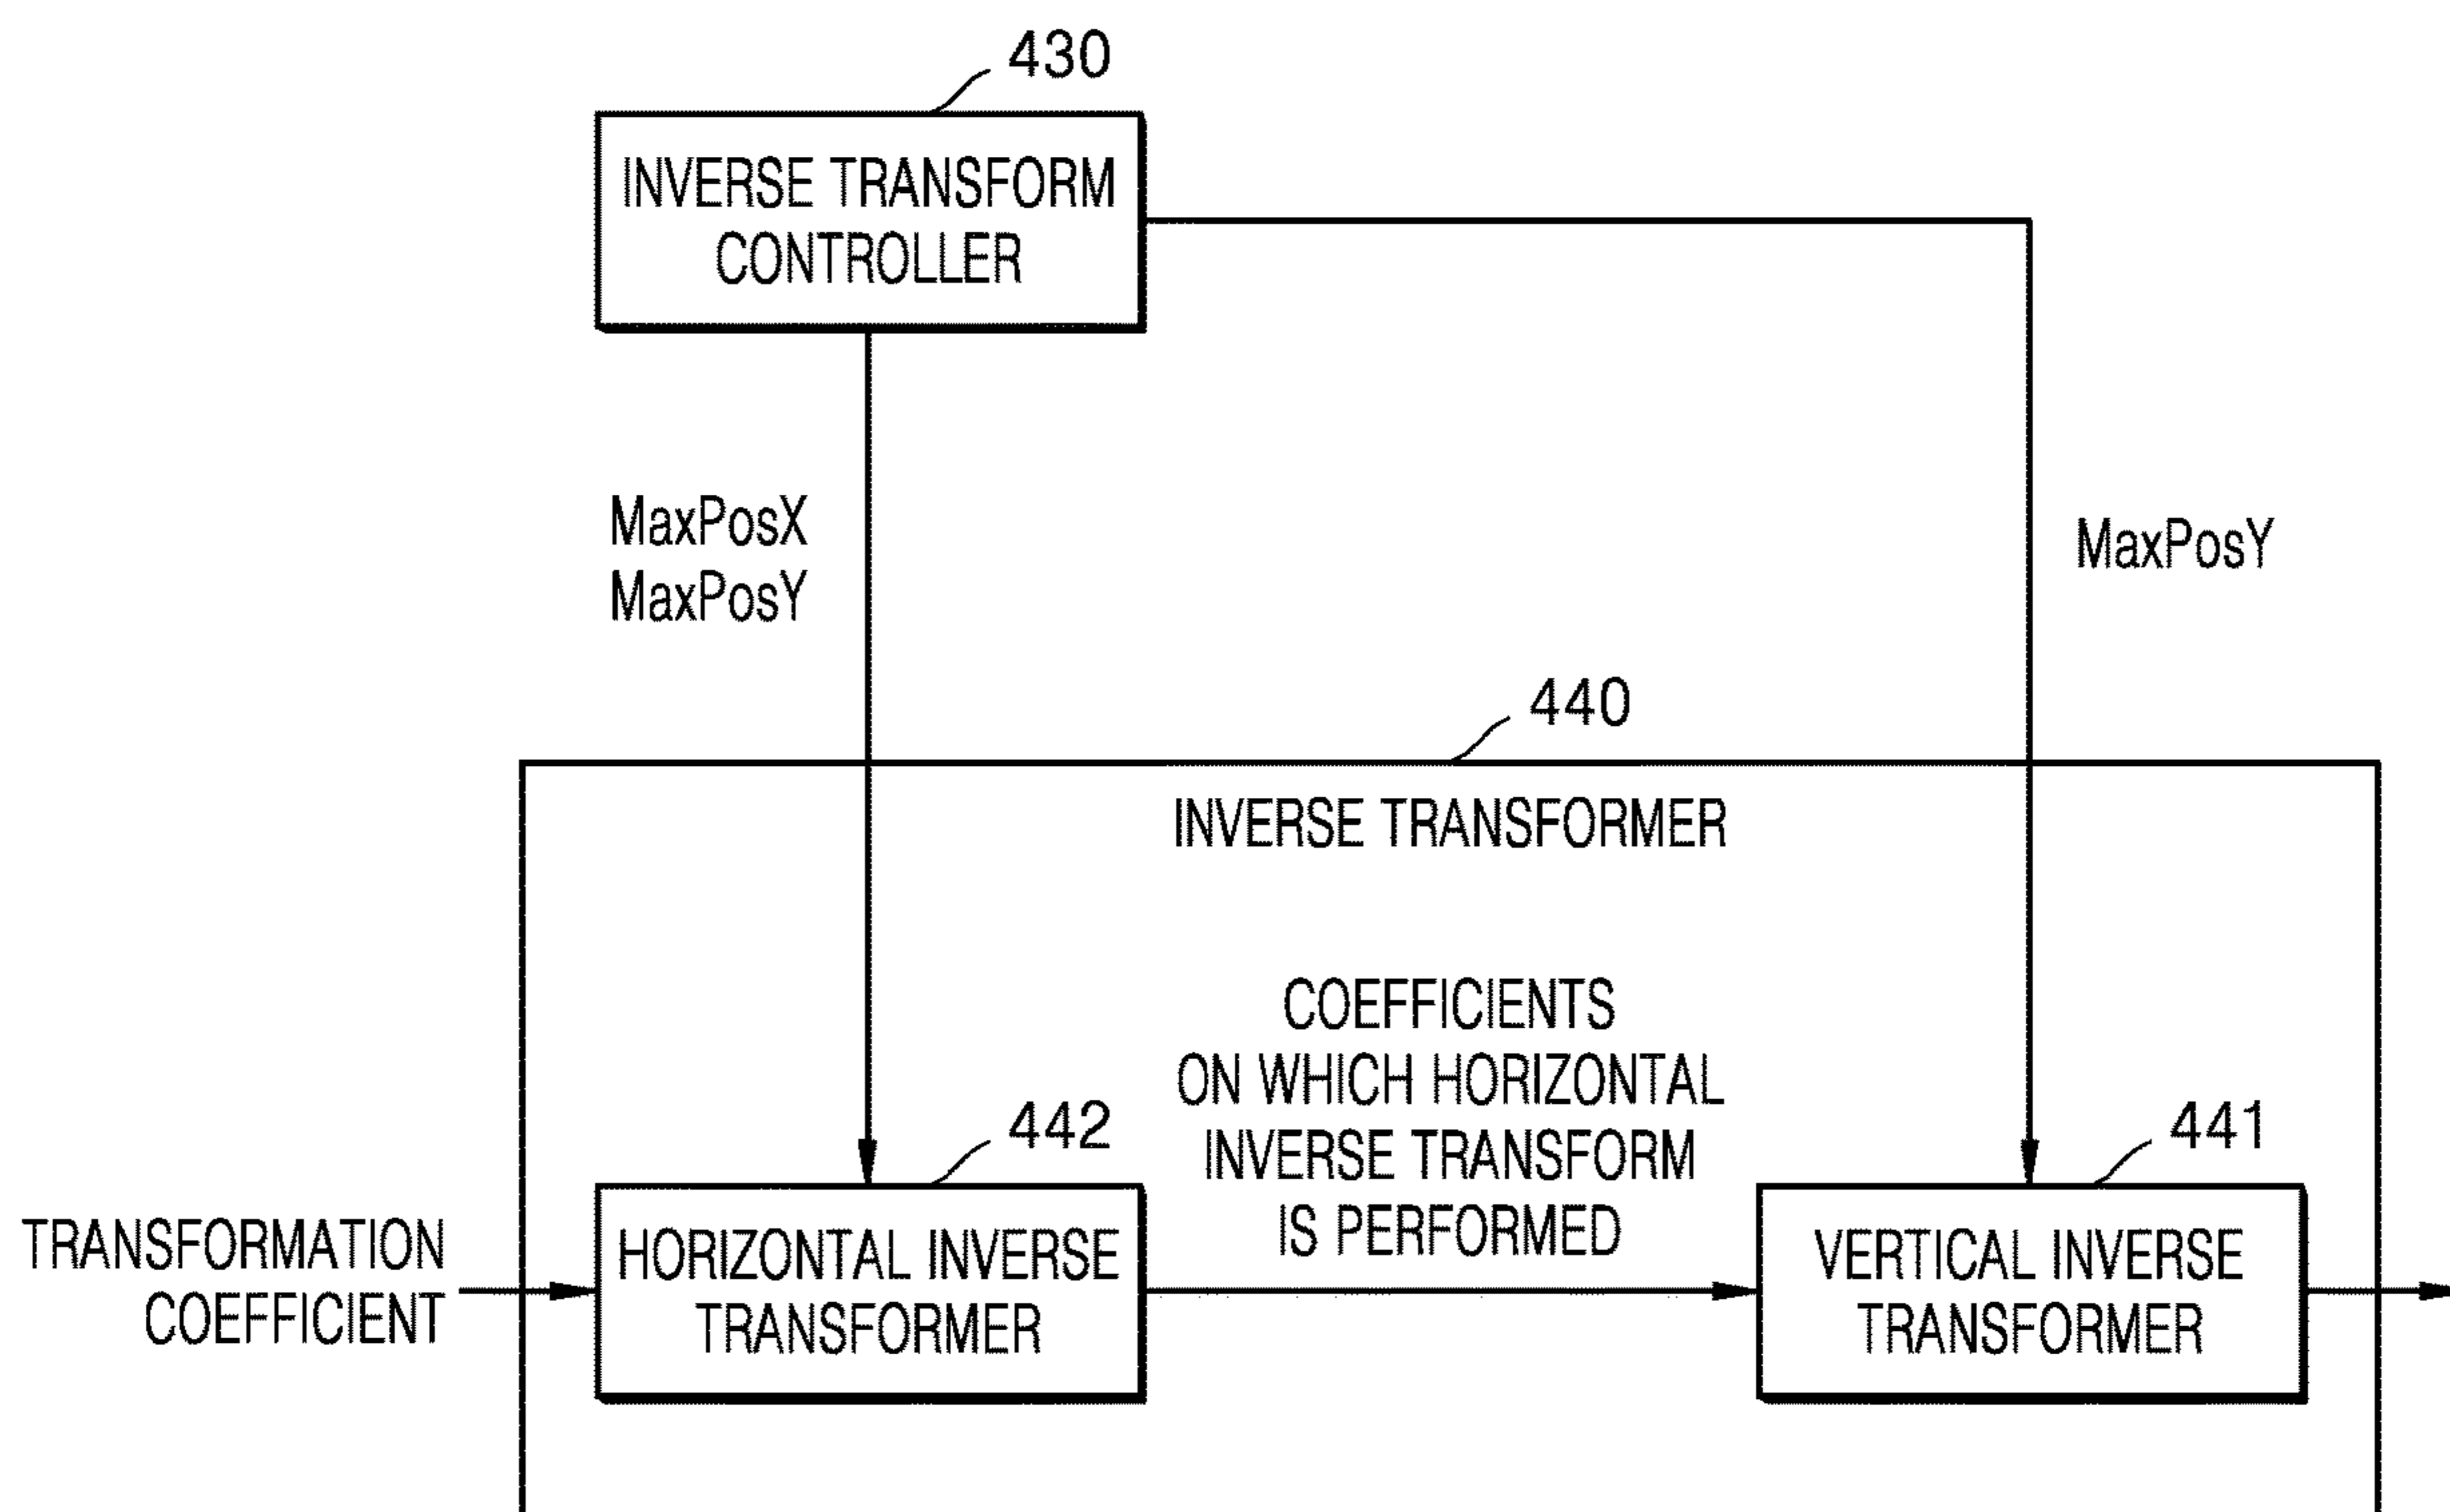 430
INVERSE TRANSFORM
CONTROLLER
MaxPosX
MaxPosY
MaxPosY
440
INVERSE TRANSFORMER
COEFFICIENTS
ON WHICH HORIZONTAL
INVERSE TRANSFORM
IS PERFORMED
442
441
TRANSFORMATION
COEFFICIENT
HORIZONTAL INVERSE
TRANSFORMER
VERTICAL INVERSE
TRANSFORMER